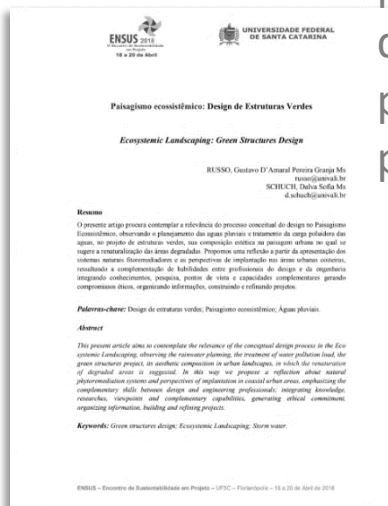 ENSUS 2018
VI Encontro de Sustentabilidade
em Projeto
18 a 20 de Abril
UNIVERSIDADE FEDERAL
DE SANTA CATARINA
Paisagismo ecossistêmico: Design de Estruturas Verdes
Ecosystemic Landscaping: Green Structures Design
RUSSO, Gustavo D'Amaral Pereira Granja Ms
russo@univali.br
SCHUCH, Dalva Sofia Ms
d.schuch@univali.br
Resumo
O presente artigo procura contemplar a relevância do processo conceitual do design no Paisagismo
Ecossistêmico, observando o planejamento das águas pluviais e tratamento da carga poluidora das
aguas, no projeto de estruturas verdes, sua composição estética na paisagem urbana no qual se
sugere a renaturalização das áreas degradadas. Propomos uma reflexão a partir da apresentação dos
sistemas naturais fitorremediadores e as perspectivas de implantação nas áreas urbanas costeiras,
ressaltando a complementação de habilidades entre profissionais do design e da engenharia
integrando conhecimentos, pesquisa, pontos de vista e capacidades complementares gerando
compromissos éticos, organizando informações, construindo e refinando projetos.
Palavras-chave: Design de estruturas verdes; Paisagismo ecossistêmico; Águas pluviais.
Abstract
This present article aims to contemplate the relevance of the conceptual design process in the Eco
systemic Landscaping, observing the rainwater planning, the treatment of water pollution load, the
green structures project, its aesthetic composition in urban landscapes, in which the renaturation
of degraded areas is suggested. In this way we propose a reflection about natural
phytoremediation systems and perspectives of implantation in coastal urban areas, emphasizing the
complementary skills between design and engineering professionals; integrating knowledge,
researches, viewpoints and complementary capabilities, generating ethical commitment,
organizing information, building and refining projects.
Keywords: Green structures design; Ecosystemic Landscaping; Storm water.
ENSUS – Encontro de Sustentabilidade em Projeto – UFSC – Florianópolis – 18 a 20 de Abril de 2018